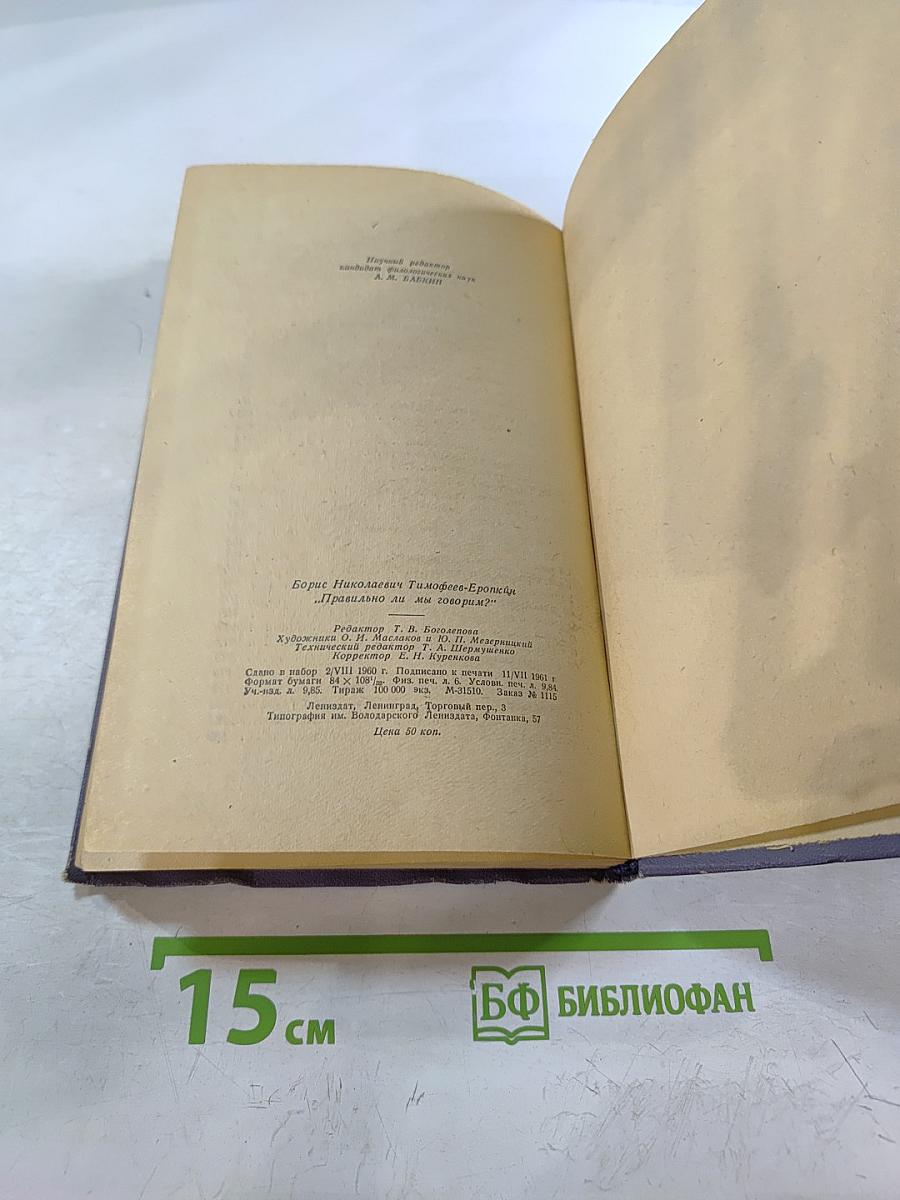 Научный редактор
кандидат филологических наук
А. М. БАБКИН
Борис Николаевич Тимофеев-Еропкин
„Правильно ли мы говорим?"
Редактор Т. В. Боголепова
Художники О. И. Маслаков и Ю. П. Мезерницкий
Технический редактор Т. А. Шермушенко
Корректор Е. Н. Куренкова
Сдано в набор 2/VIII 1960 г. Подписано к печати 11/VII 1961 г.
Формат бумаги 84 × 108¹/₃₂. Физ. печ. л. 6. Условн. печ. л. 9,84
Уч.-изд. л. 9,85. Тираж 100 000 экз. М-31510. Заказ № 1115
Лениздат, Ленинград, Торговый пер., 3
Типография им. Володарского Лениздата, Фонтанка, 57
Цена 50 коп.
15 см
БФ БИБЛИОФАН